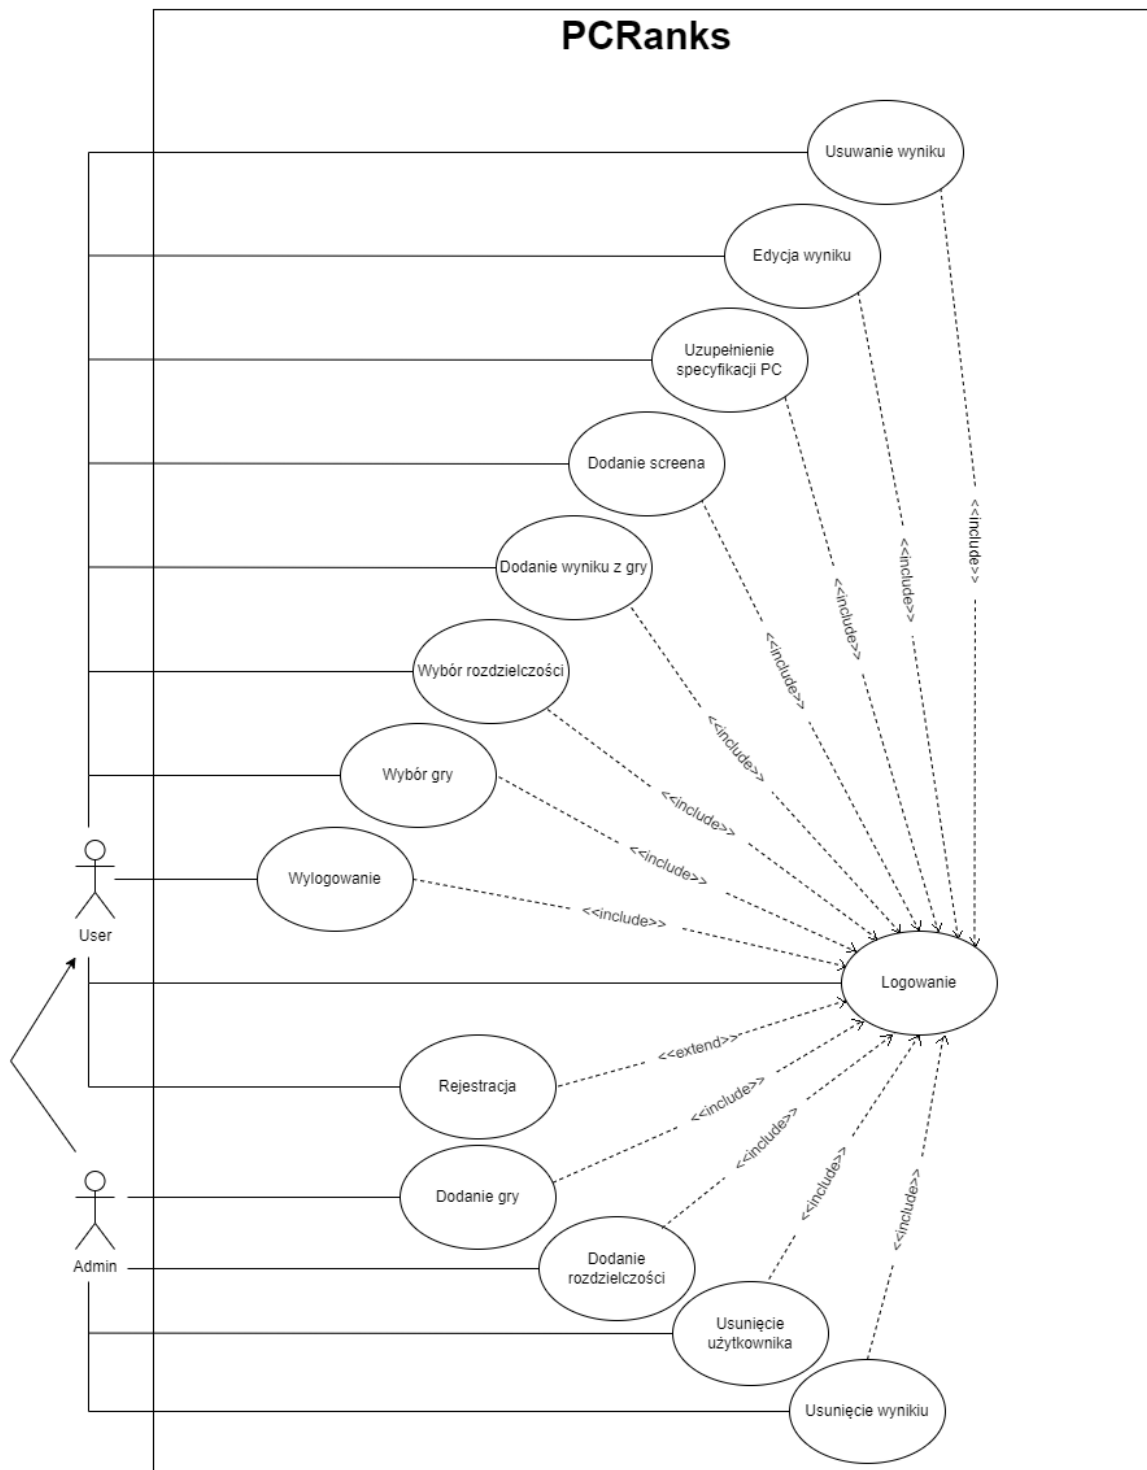 PCRanks
Usuwanie wyniku
Edycja wyniku
Uzupełnienie
specyfikacji PC
Dodanie screena
<<include>>
<<include>>
Dodanie wyniku z gry
<<include>>
<<include>>
Wybór rozdzielczości
<<include>>
Wybór gry
<<include>>
<<include>>
Wylogowanie
<<include>>
User
Logowanie
<<extend>>
Rejestracja
<<include>>
<<include>>
Dodanie gry
<<include>>
<<include>>
Admin
Dodanie
rozdzielczości
Usunięcie
użytkownika
Usunięcie wynikiu